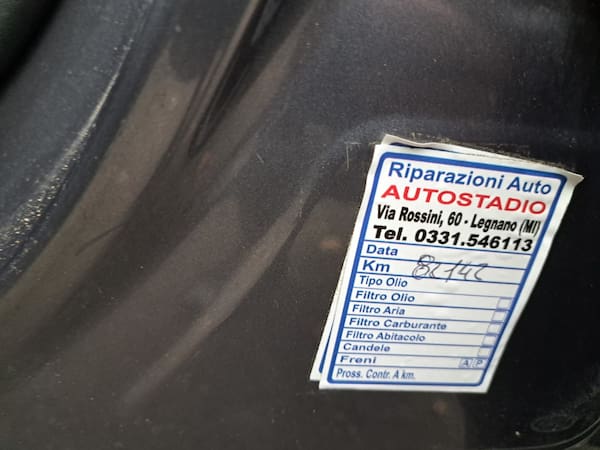 Riparazioni Auto
AUTOSTADIO
Via Rossini, 60 - Legnano (MI)
Tel. 0331.546113
Data
Km 82142
Tipo Olio
Filtro Olio
Filtro Aria
Filtro Carburante
Filtro Abitacolo
Candele
Freni A P
Pross. Contr. A km.